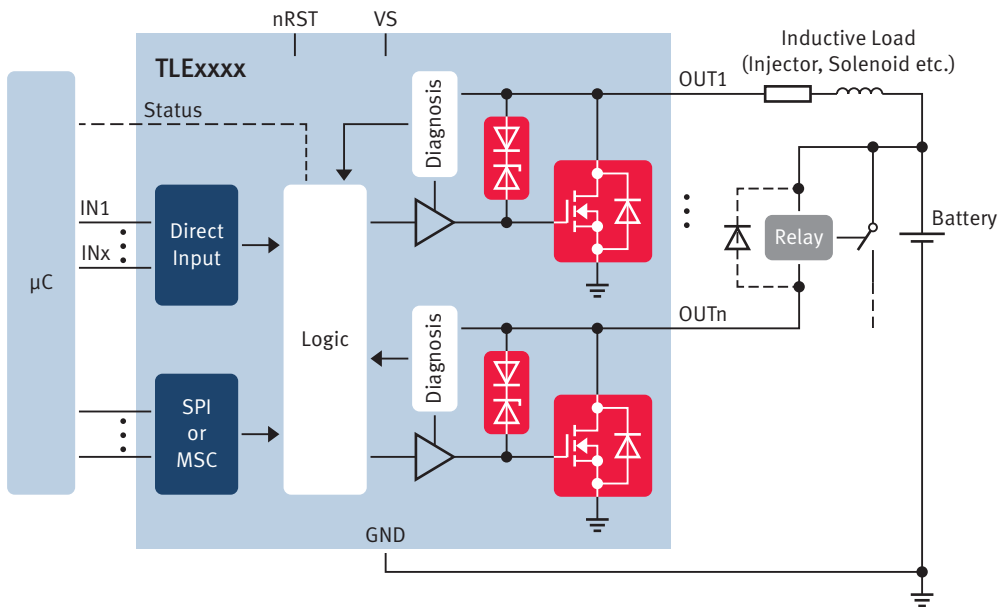 nRST
VS
TLExxxx
Inductive Load
(Injector, Solenoid etc.)
OUT1
Status
Diagnosis
IN1
INx
Direct
Input
µC
Relay
Battery
Logic
OUTn
Diagnosis
SPI
or
MSC
GND